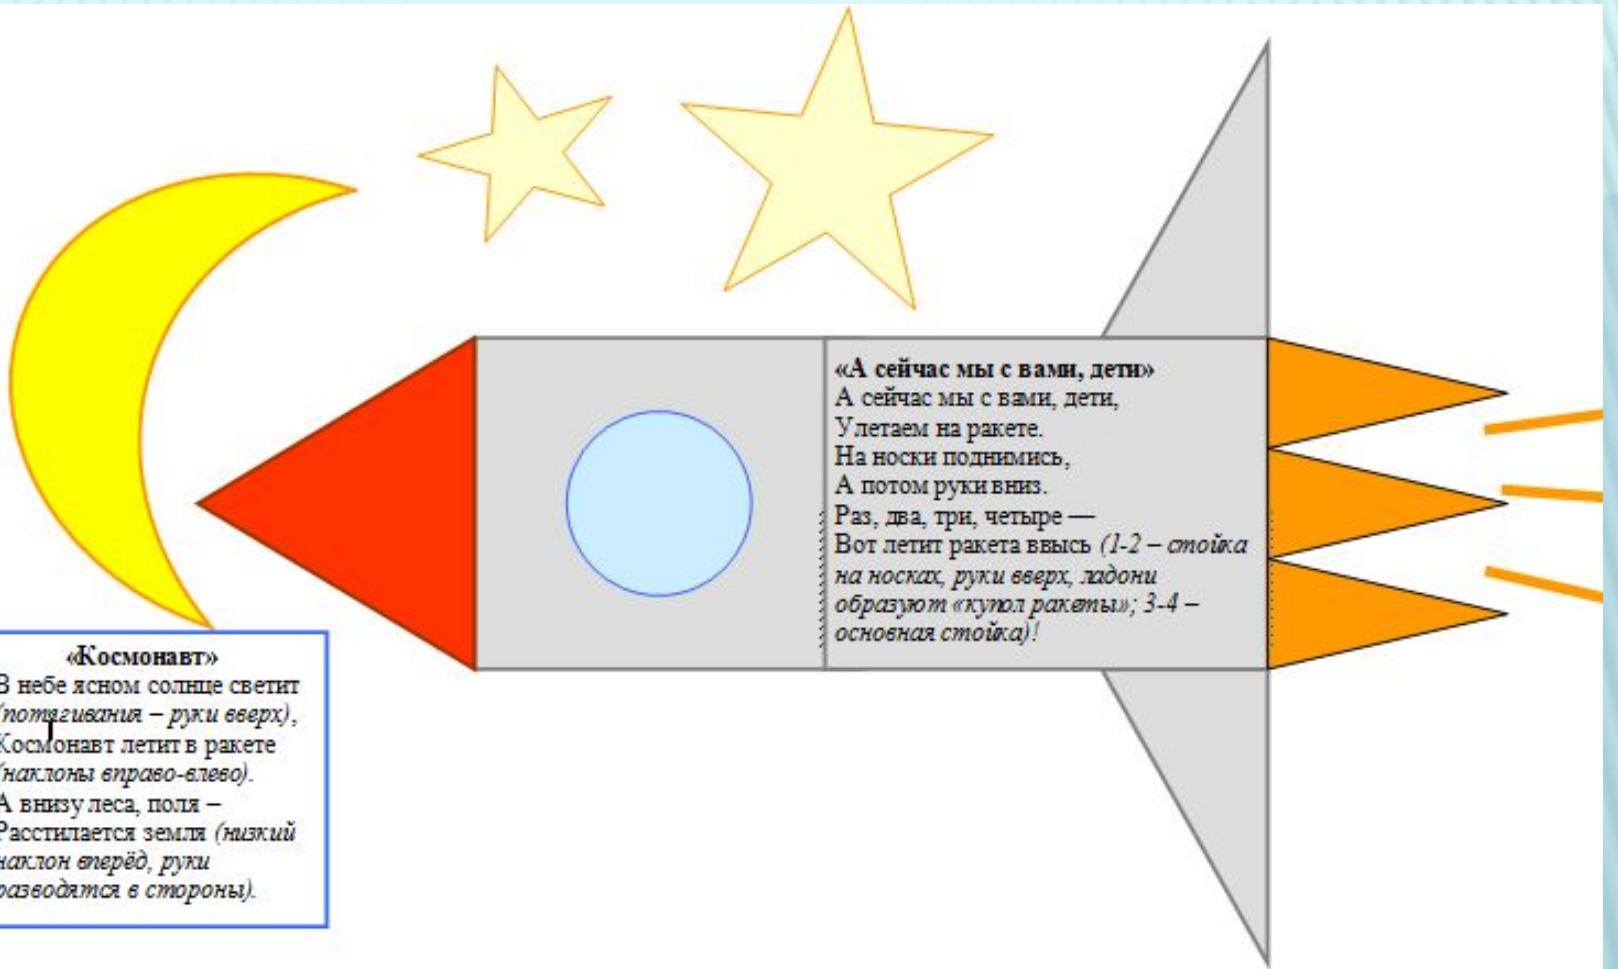 «А сейчас мы с вами, дети»
А сейчас мы с вами, дети,
Улетаем на ракете.
На носки поднимись,
А потом руки вниз.
Раз, два, три, четыре —
Вот летит ракета ввысь (1-2 – стойка
на носках, руки вверх, ладони
образуют «купол ракеты»; 3-4 –
основная стойка)!
«Космонавт»
В небе ясном солнце светит
(потягивания – руки вверх),
Космонавт летит в ракете
(наклоны вправо-влево).
А внизу леса, поля –
Расстилается земля (низкий
наклон вперёд, руки
разводятся в стороны).